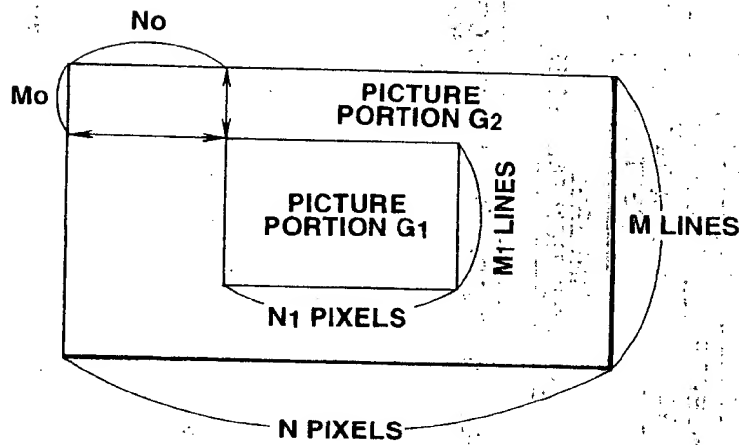 No
Mo
PICTURE
PORTION G2
PICTURE
PORTION G1
M1 LINES
M LINES
N1 PIXELS
N PIXELS